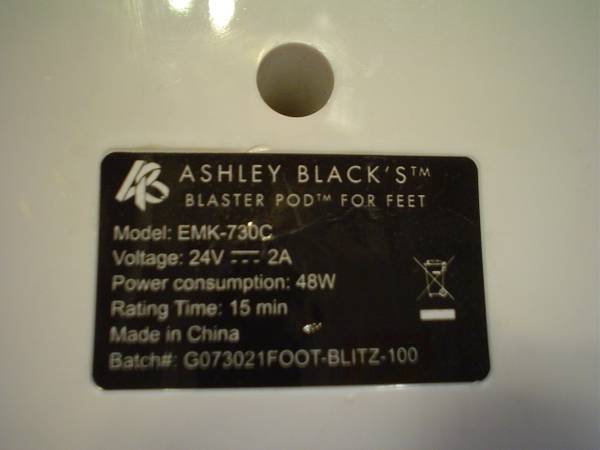 AB
ASHLEY BLACK'S™
BLASTER POD™ FOR FEET
Model: EMK-730C
Voltage: 24V ⎓ 2A
Power consumption: 48W
Rating Time: 15 min
Made in China
Batch#: G073021FOOT-BLITZ-100